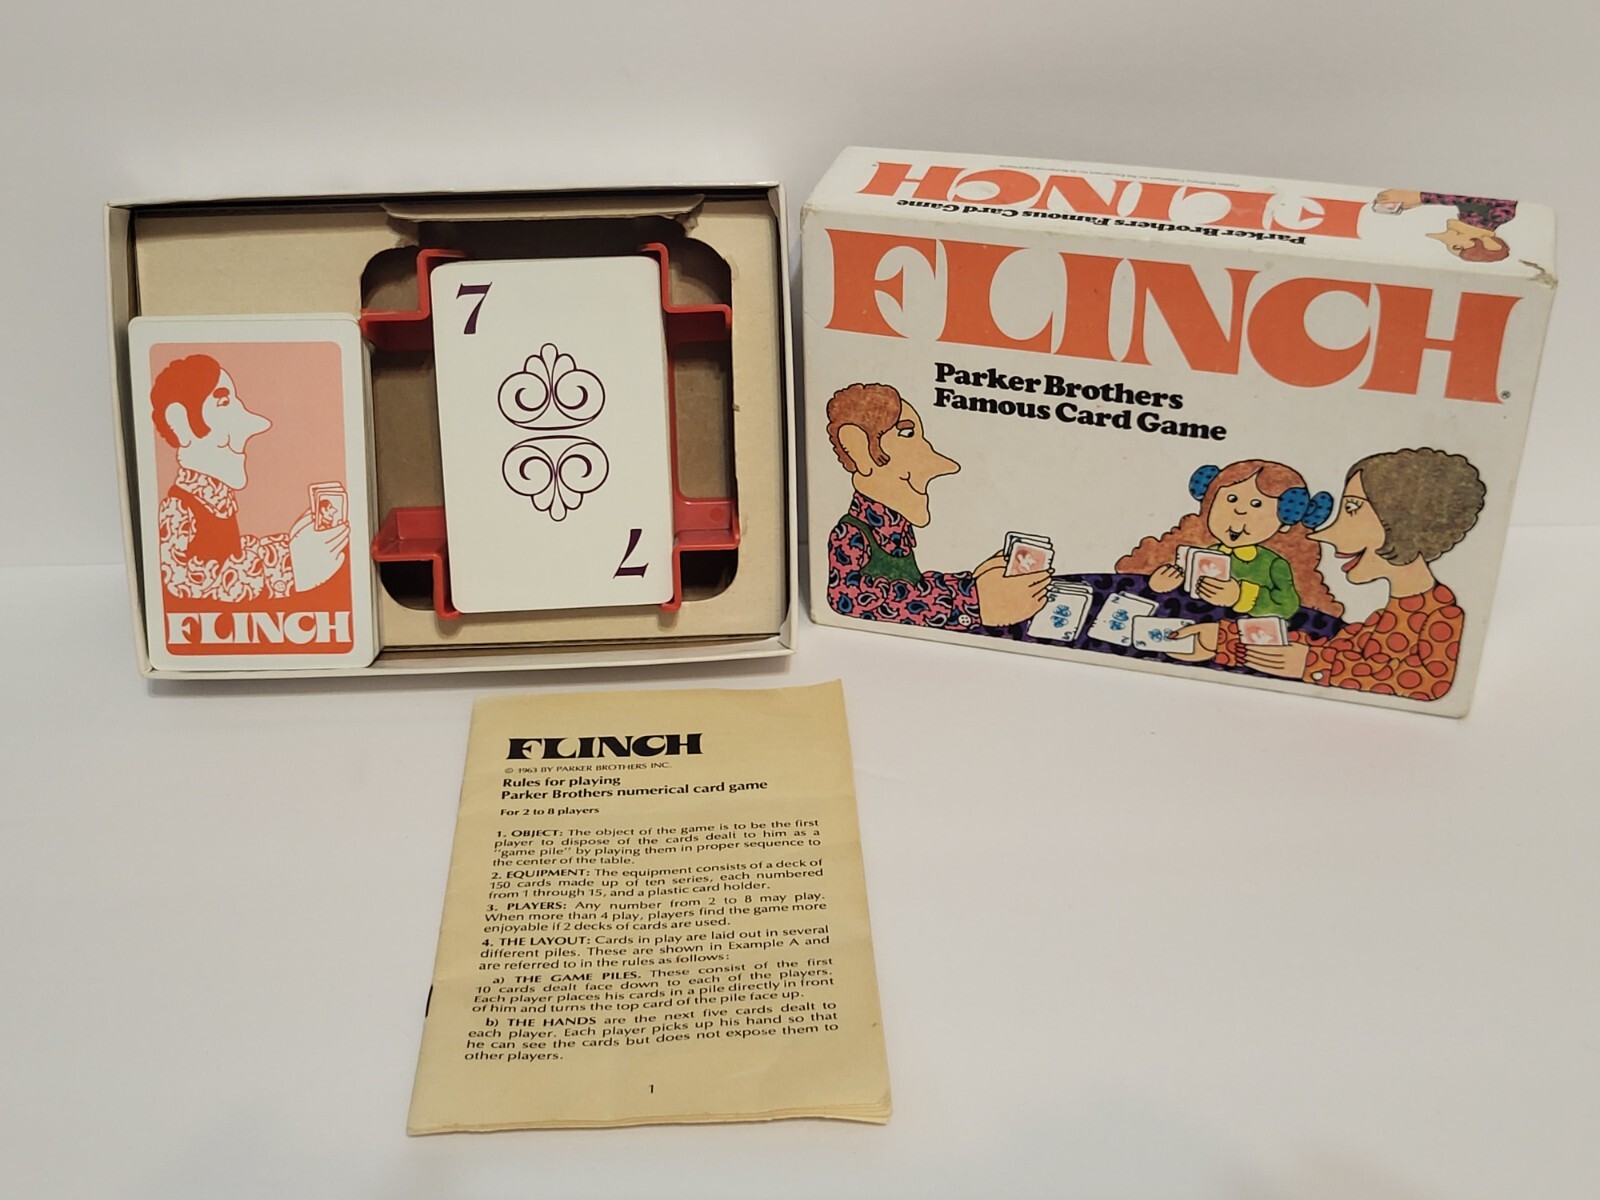 FLINCH
Parker Brothers Famous Card Game
FLINCH®
Parker Brothers
Famous Card Game
7
7
FLINCH
FLINCH
© 1963 BY PARKER BROTHERS INC.
Rules for playing
Parker Brothers numerical card game
For 2 to 8 players
1. OBJECT: The object of the game is to be the first
player to dispose of the cards dealt to him as a
"game pile" by playing them in proper sequence to
the center of the table.
2. EQUIPMENT: The equipment consists of a deck of
150 cards made up of ten series, each numbered
from 1 through 15, and a plastic card holder.
3. PLAYERS: Any number from 2 to 8 may play.
When more than 4 play, players find the game more
enjoyable if 2 decks of cards are used.
4. THE LAYOUT: Cards in play are laid out in several
different piles. These are shown in Example A and
are referred to in the rules as follows:
a) THE GAME PILES. These consist of the first
10 cards dealt face down to each of the players.
Each player places his cards in a pile directly in front
of him and turns the top card of the pile face up.
b) THE HANDS are the next five cards dealt to
each player. Each player picks up his hand so that
he can see the cards but does not expose them to
other players.
1